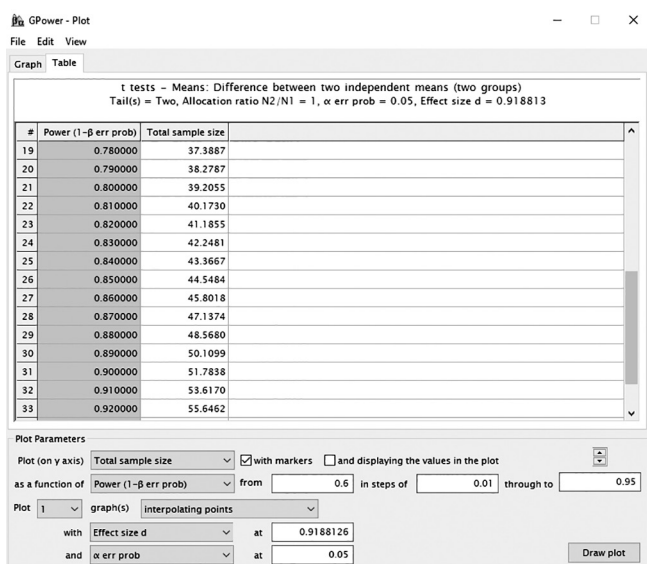 GPower - Plot
File Edit View
Graph Table
t tests – Means: Difference between two independent means (two groups)
Tail(s) = Two, Allocation ratio N2/N1 = 1, α err prob = 0.05, Effect size d = 0.918813
# Power (1-β err prob) Total sample size
19 0.780000 37.3887
20 0.790000 38.2787
21 0.800000 39.2055
22 0.810000 40.1730
23 0.820000 41.1855
24 0.830000 42.2481
25 0.840000 43.3667
26 0.850000 44.5484
27 0.860000 45.8018
28 0.870000 47.1374
29 0.880000 48.5680
30 0.890000 50.1099
31 0.900000 51.7838
32 0.910000 53.6170
33 0.920000 55.6462
Plot Parameters
Plot (on y axis) Total sample size with markers and displaying the values in the plot
as a function of Power (1-β err prob) from 0.6 in steps of 0.01 through to 0.95
Plot 1 graph(s) interpolating points
with Effect size d at 0.9188126
and α err prob at 0.05 Draw plot